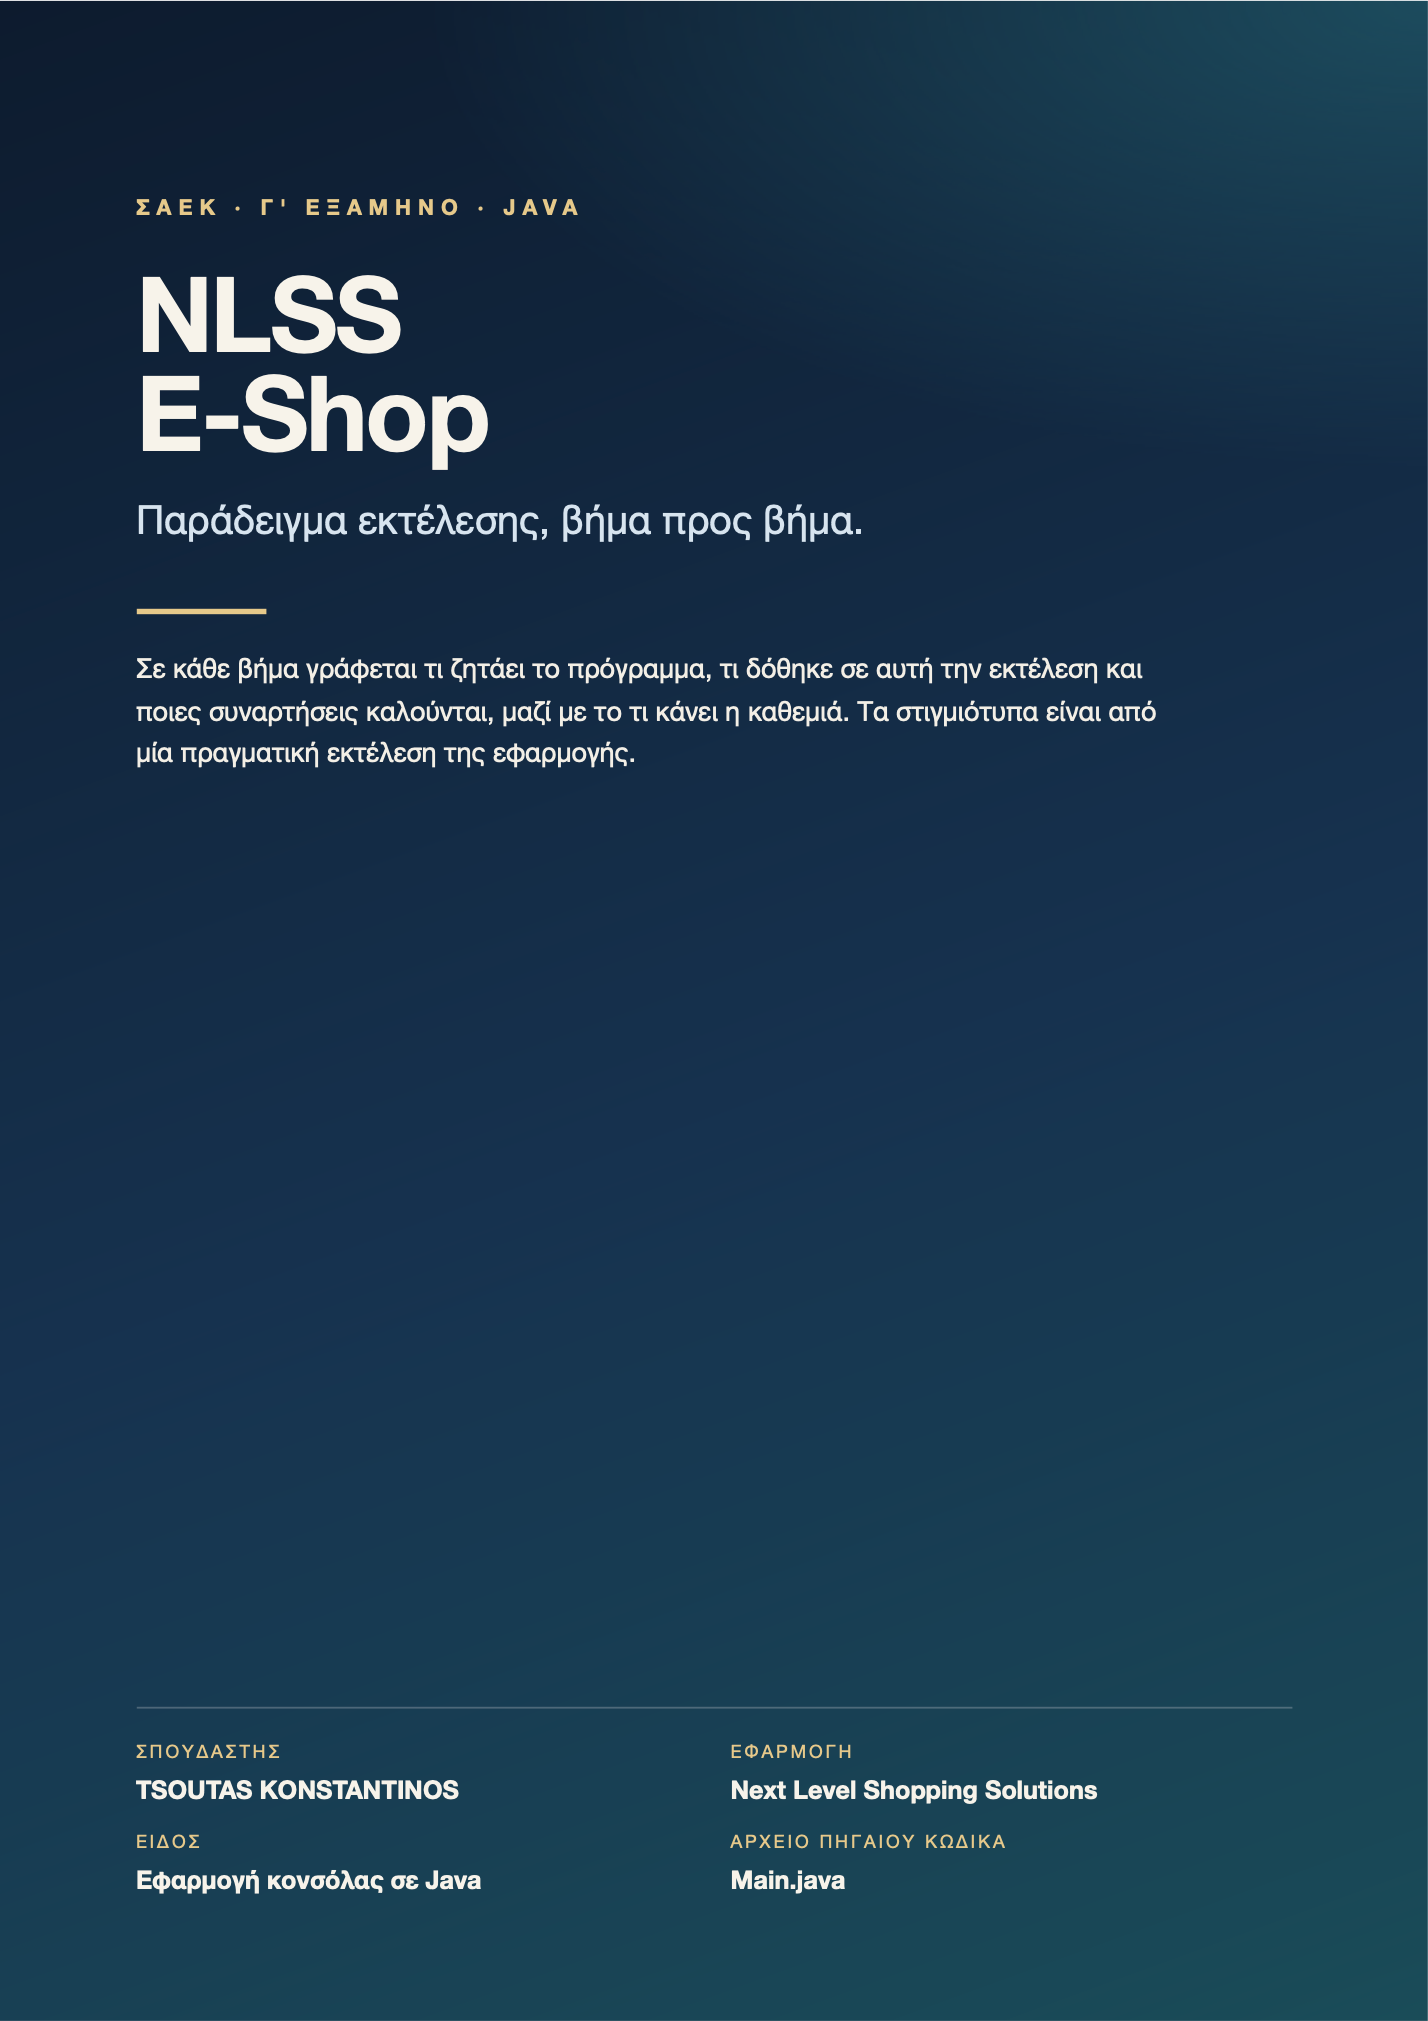 ΣΑΕΚ · Γ' ΕΞΑΜΗΝΟ · JAVA
NLSS
E-Shop
Παράδειγμα εκτέλεσης, βήμα προς βήμα.
Σε κάθε βήμα γράφεται τι ζητάει το πρόγραμμα, τι δόθηκε σε αυτή την εκτέλεση και
ποιες συναρτήσεις καλούνται, μαζί με το τι κάνει η καθεμιά. Τα στιγμιότυπα είναι από
μία πραγματική εκτέλεση της εφαρμογής.
ΣΠΟΥΔΑΣΤΗΣ
TSOUTAS KONSTANTINOS
ΕΦΑΡΜΟΓΗ
Next Level Shopping Solutions
ΕΙΔΟΣ
Εφαρμογή κονσόλας σε Java
ΑΡΧΕΙΟ ΠΗΓΑΙΟΥ ΚΩΔΙΚΑ
Main.java